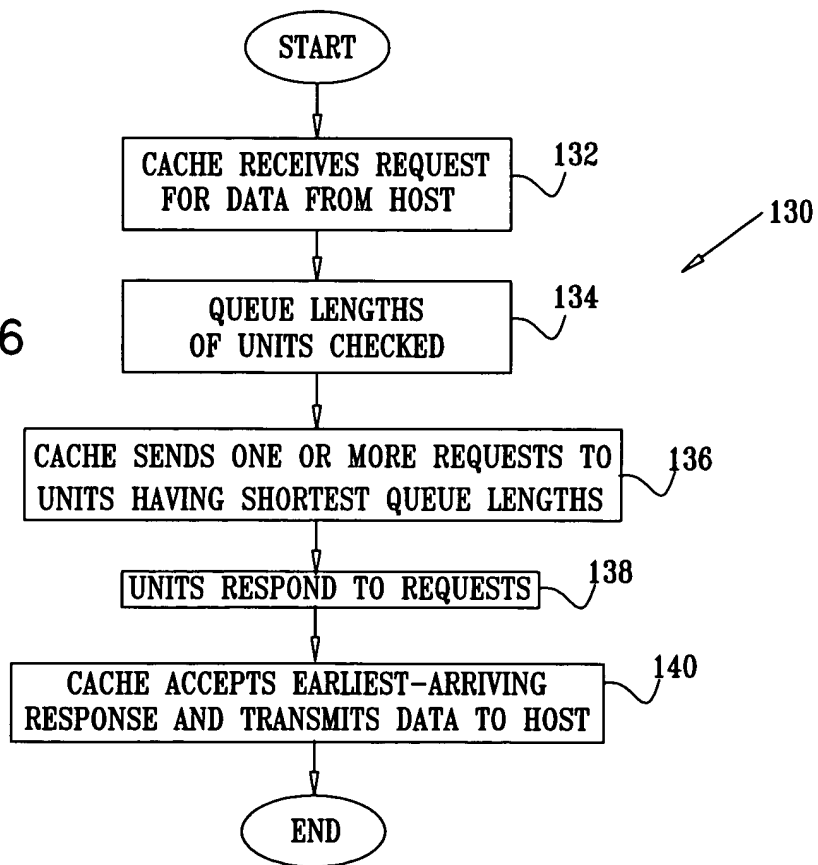 START
CACHE RECEIVES REQUEST
FOR DATA FROM HOST
132
130
QUEUE LENGTHS
OF UNITS CHECKED
134
6
CACHE SENDS ONE OR MORE REQUESTS TO
UNITS HAVING SHORTEST QUEUE LENGTHS
136
UNITS RESPOND TO REQUESTS
138
CACHE ACCEPTS EARLIEST-ARRIVING
RESPONSE AND TRANSMITS DATA TO HOST
140
END